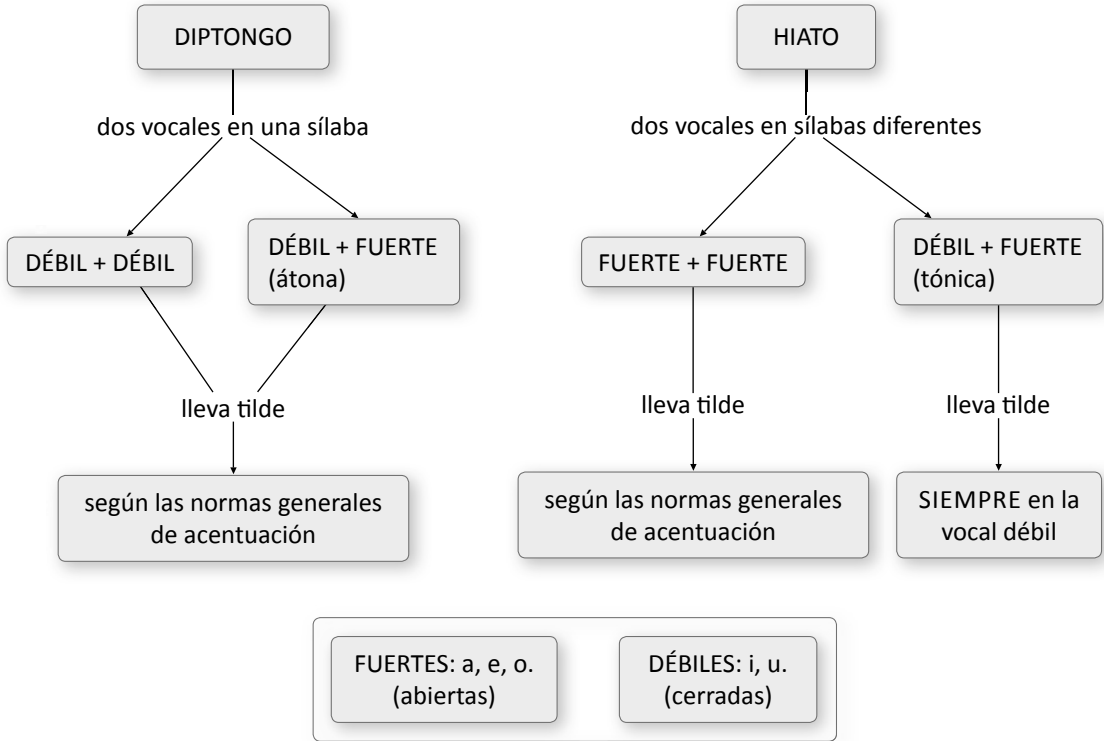 DIPTONGO
dos vocales en una sílaba
DÉBIL + DÉBIL
DÉBIL + FUERTE
(átona)
lleva tilde
según las normas generales
de acentuación
HIATO
dos vocales en sílabas diferentes
FUERTE + FUERTE
DÉBIL + FUERTE
(tónica)
lleva tilde
lleva tilde
según las normas generales
de acentuación
SIEMPRE en la
vocal débil
FUERTES: a, e, o.
(abiertas)
DÉBILES: i, u.
(cerradas)